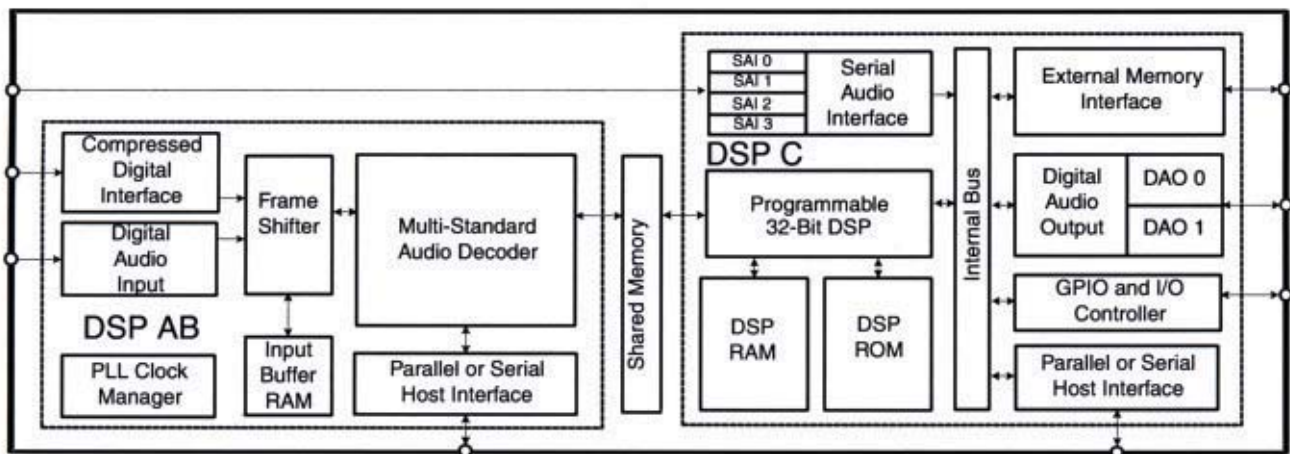 SAI 0
SAI 1
SAI 2
SAI 3
Serial
Audio
Interface
External Memory
Interface
Compressed
Digital
Interface
Frame
Shifter
Multi-Standard
Audio Decoder
Digital
Audio
Input
DSP AB
PLL Clock
Manager
Input
Buffer
RAM
Parallel or Serial
Host Interface
Shared Memory
DSP C
Programmable
32-Bit DSP
DSP
RAM
DSP
ROM
Internal Bus
Digital
Audio
Output
DAO 0
DAO 1
GPIO and I/O
Controller
Parallel or Serial
Host Interface